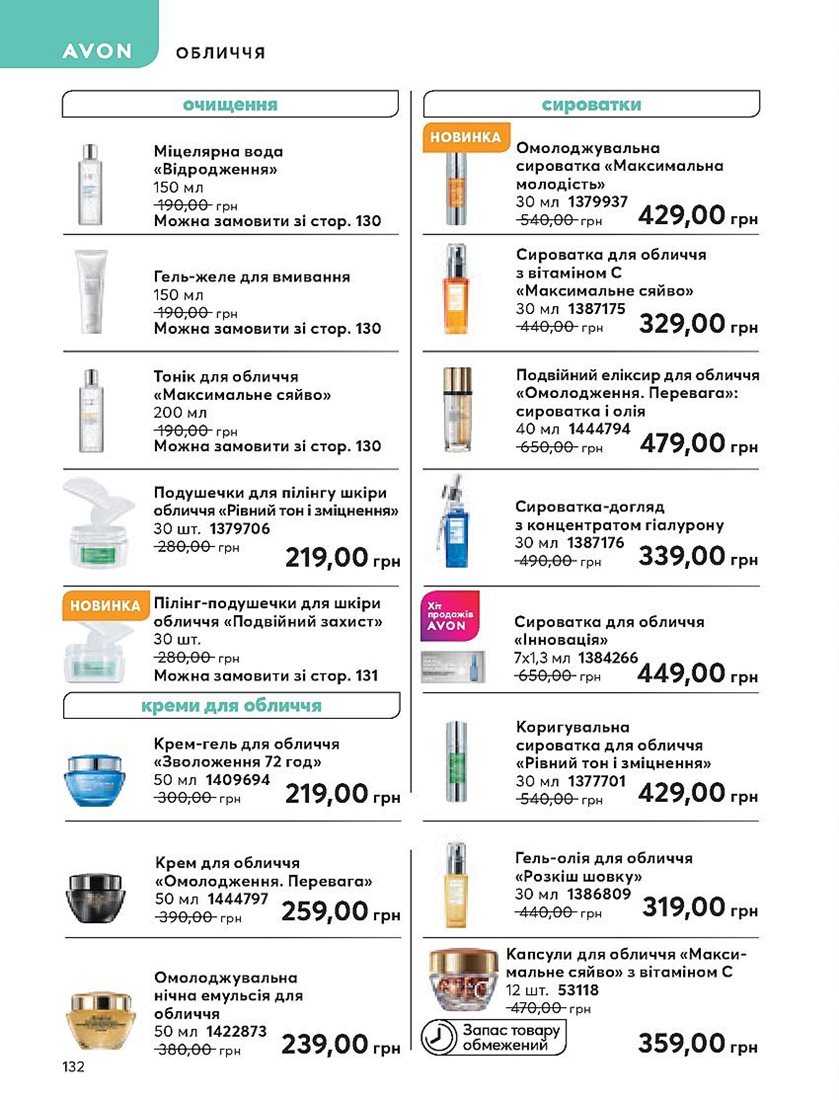 AVON
ОБЛИЧЧЯ
очищення
Міцелярна вода
«Відродження»
150 мл
190,00 грн
Можна замовити зі стор. 130
Гель-желе для вмивання
150 мл
190,00 грн
Можна замовити зі стор. 130
Тонік для обличчя
«Максимальне сяйво»
200 мл
190,00 грн
Можна замовити зі стор. 130
Подушечки для пілінгу шкіри
обличчя «Рівний тон і зміцнення»
30 шт. 1379706
280,00 грн
219,00 грн
НОВИНКА
Пілінг-подушечки для шкіри
обличчя «Подвійний захист»
30 шт.
280,00 грн
Можна замовити зі стор. 131
креми для обличчя
Крем-гель для обличчя
«Зволоження 72 год»
50 мл 1409694
300,00 грн
219,00 грн
Крем для обличчя
«Омолодження. Перевага»
50 мл 1444797
390,00 грн
259,00 грн
Омолоджувальна
нічна емульсія для
обличчя
50 мл 1422873
380,00 грн
239,00 грн
132
сироватки
НОВИНКА
Омолоджувальна
сироватка «Максимальна
молодість»
30 мл 1379937
540,00 грн
429,00 грн
Сироватка для обличчя
з вітаміном С
«Максимальне сяйво»
30 мл 1387175
440,00 грн
329,00 грн
Подвійний еліксир для обличчя
«Омолодження. Перевага»:
сироватка і олія
40 мл 1444794
650,00 грн
479,00 грн
Сироватка-догляд
з концентратом гіалурону
30 мл 1387176
490,00 грн
339,00 грн
Хіт
продажів
AVON
Сироватка для обличчя
«Інновація»
7х1,3 мл 1384266
650,00 грн
449,00 грн
Коригувальна
сироватка для обличчя
«Рівний тон і зміцнення»
30 мл 1377701
540,00 грн
429,00 грн
Гель-олія для обличчя
«Розкіш шовку»
30 мл 1386809
440,00 грн
319,00 грн
Капсули для обличчя «Макси-
мальне сяйво» з вітаміном С
12 шт. 53118
470,00 грн
Запас товару
обмежений
359,00 грн